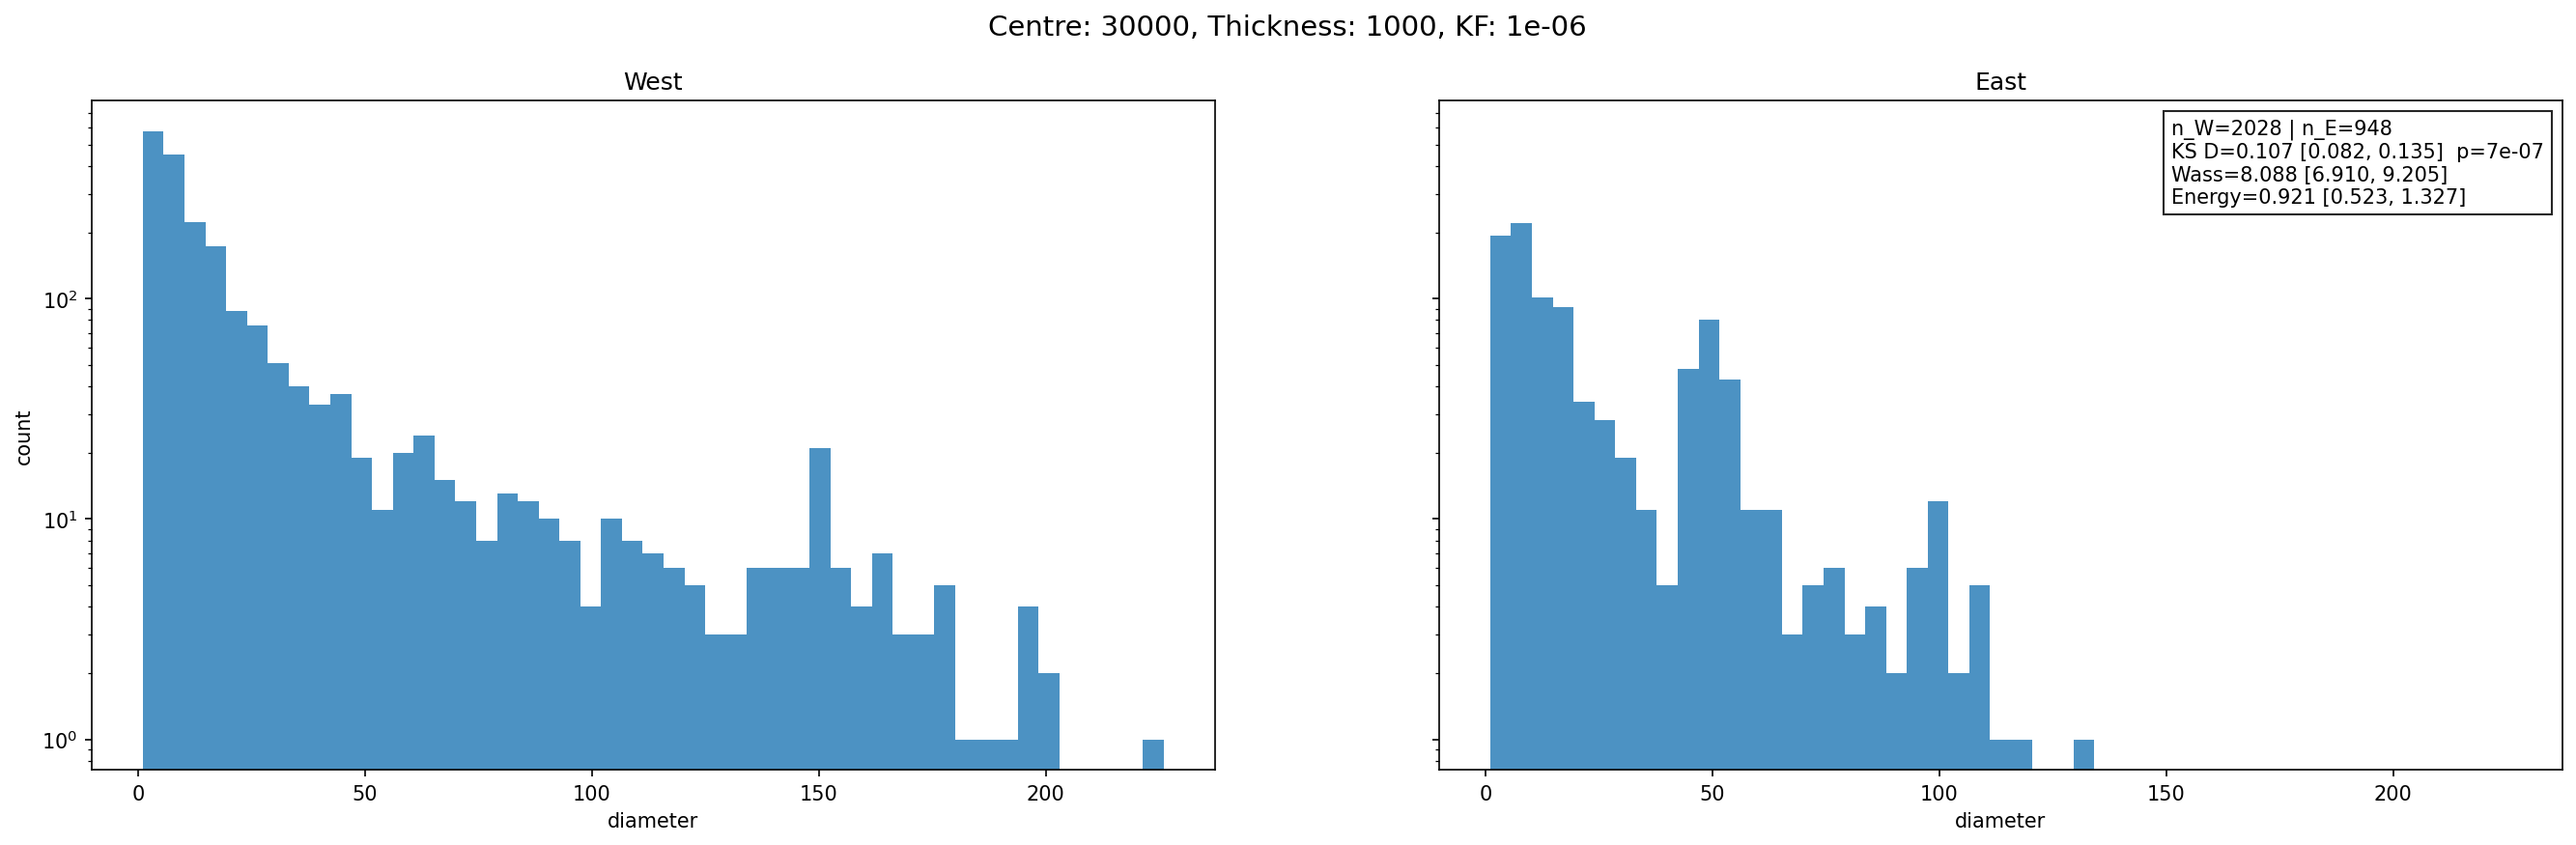 Centre: 30000, Thickness: 1000, KF: 1e-06
West
East
n_W=2028 | n_E=948
KS D=0.107 [0.082, 0.135]  p=7e-07
Wass=8.088 [6.910, 9.205]
Energy=0.921 [0.523, 1.327]
count
10²
10¹
10⁰
0 50 100 150 200
diameter
0 50 100 150 200
diameter